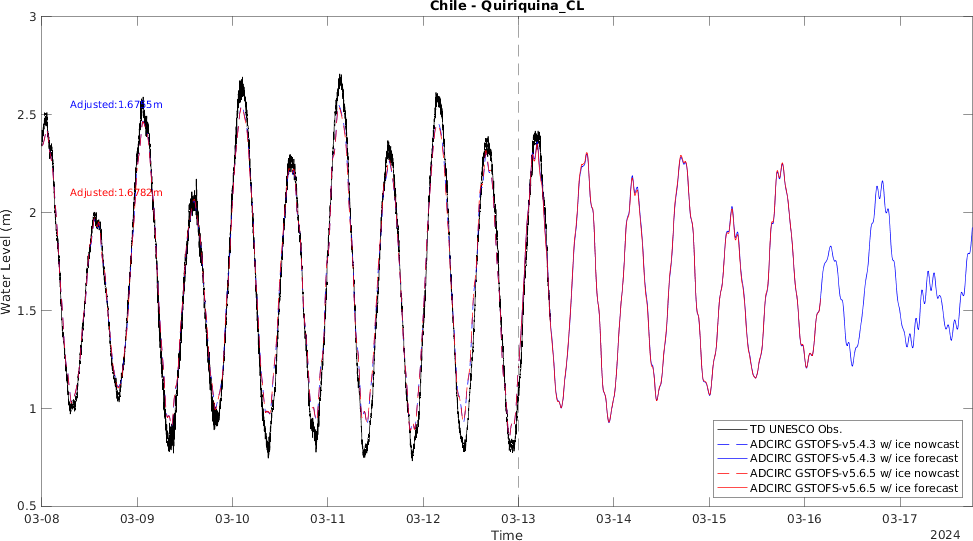 Chile - Quiriquina_CL
Water Level (m)
3
2.5
2
1.5
1
0.5
Adjusted:1.6755m
Adjusted:1.6782m
TD UNESCO Obs.
ADCIRC GSTOFS-v5.4.3 w/ ice nowcast
ADCIRC GSTOFS-v5.4.3 w/ ice forecast
ADCIRC GSTOFS-v5.6.5 w/ ice nowcast
ADCIRC GSTOFS-v5.6.5 w/ ice forecast
03-08 03-09 03-10 03-11 03-12 03-13 03-14 03-15 03-16 03-17
Time
2024